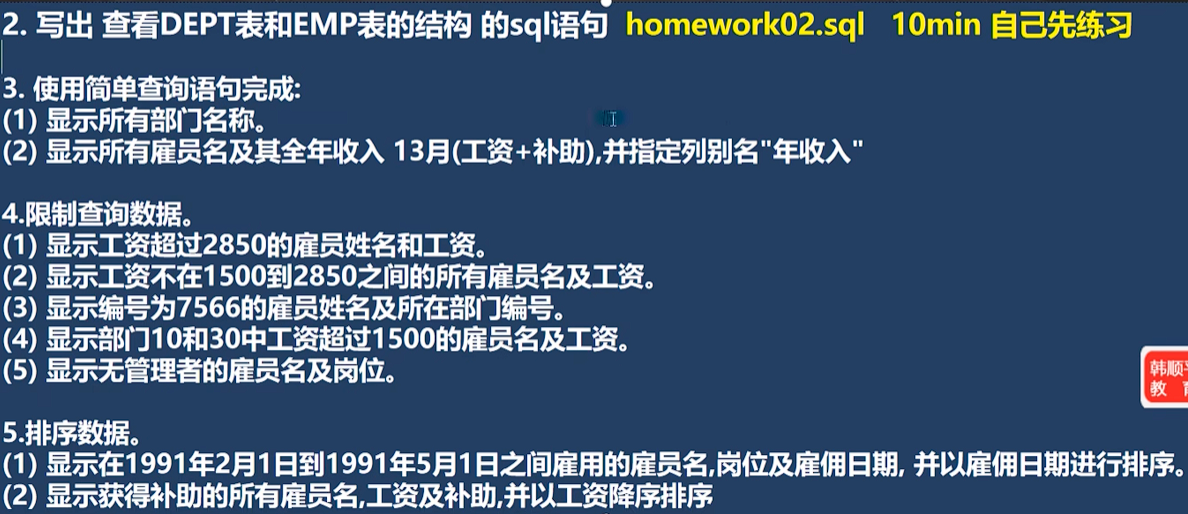 2. 写出 查看DEPT表和EMP表的结构 的sql语句 homework02.sql 10min 自己先练习
3. 使用简单查询语句完成:
(1) 显示所有部门名称。
(2) 显示所有雇员名及其全年收入 13月(工资+补助),并指定列别名"年收入"
4.限制查询数据。
(1) 显示工资超过2850的雇员姓名和工资。
(2) 显示工资不在1500到2850之间的所有雇员名及工资。
(3) 显示编号为7566的雇员姓名及所在部门编号。
(4) 显示部门10和30中工资超过1500的雇员名及工资。
(5) 显示无管理者的雇员名及岗位。
韩顺
教 育
5.排序数据。
(1) 显示在1991年2月1日到1991年5月1日之间雇用的雇员名,岗位及雇佣日期, 并以雇佣日期进行排序。
(2) 显示获得补助的所有雇员名,工资及补助,并以工资降序排序